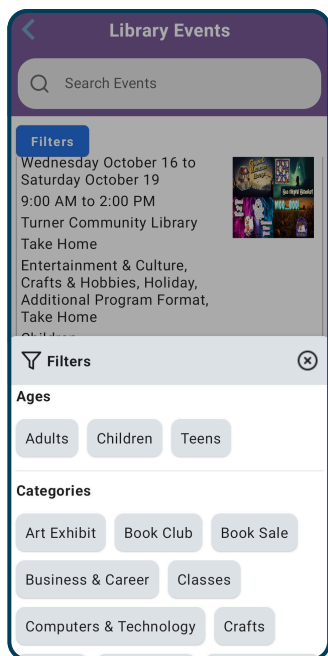 Library Events
Search Events
Filters
Wednesday October 16 to
Saturday October 19
9:00 AM to 2:00 PM
Turner Community Library
Take Home
Entertainment & Culture,
Crafts & Hobbies, Holiday,
Additional Program Format,
Take Home
Children
Filters
Ages
Adults Children Teens
Categories
Art Exhibit Book Club Book Sale
Business & Career Classes
Computers & Technology Crafts